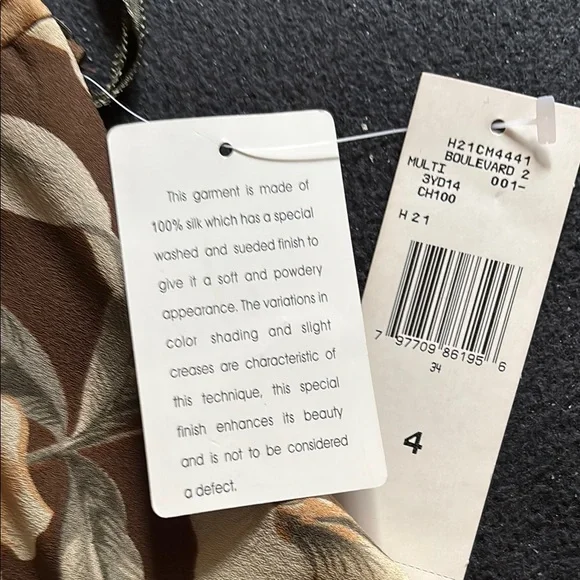 This garment is made of
100% silk which has a special
washed and sueded finish to
give it a soft and powdery
appearance. The variations in
color shading and slight
creases are characteristic of
this technique, this special
finish enhances its beauty
and is not to be considered
a defect.
H21CM4441
BOULEVARD 2
MULTI 001-
3YD14
CH100
H21
7 97709 86195 6
34
4